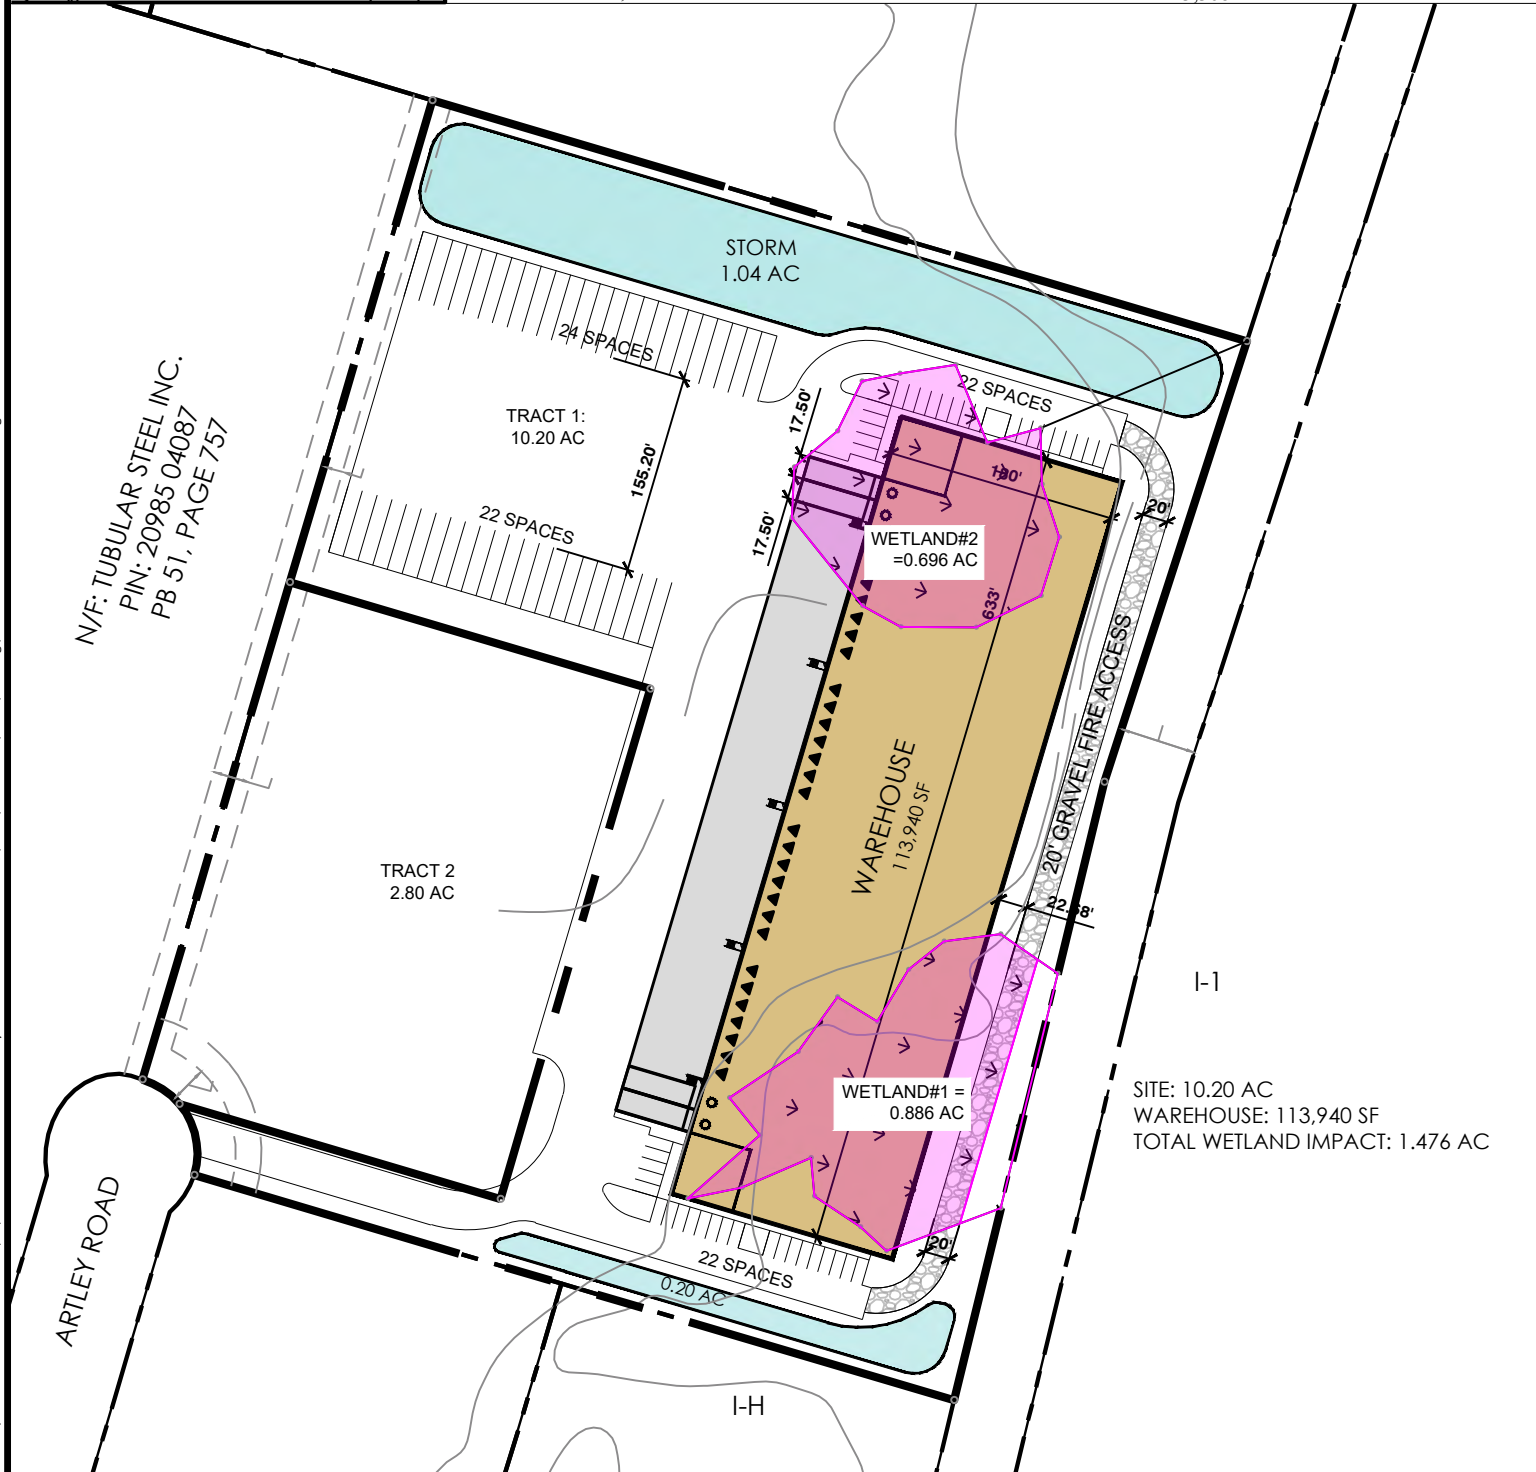 STORM
1.04 AC
24 SPACES
22 SPACES
TRACT 1:
10.20 AC
17.50'
155.20'
180'
20'
N/F: TUBULAR STEEL INC.
PIN: 20985 04087
PB 51, PAGE 757
22 SPACES
17.50'
WETLAND#2
=0.696 AC
633'
20' GRAVEL FIRE ACCESS
WAREHOUSE
113,940 SF
TRACT 2
2.80 AC
22.68'
I-1
WETLAND#1 =
0.886 AC
SITE: 10.20 AC
WAREHOUSE: 113,940 SF
TOTAL WETLAND IMPACT: 1.476 AC
ARTLEY ROAD
20'
22 SPACES
0.20 AC
I-H